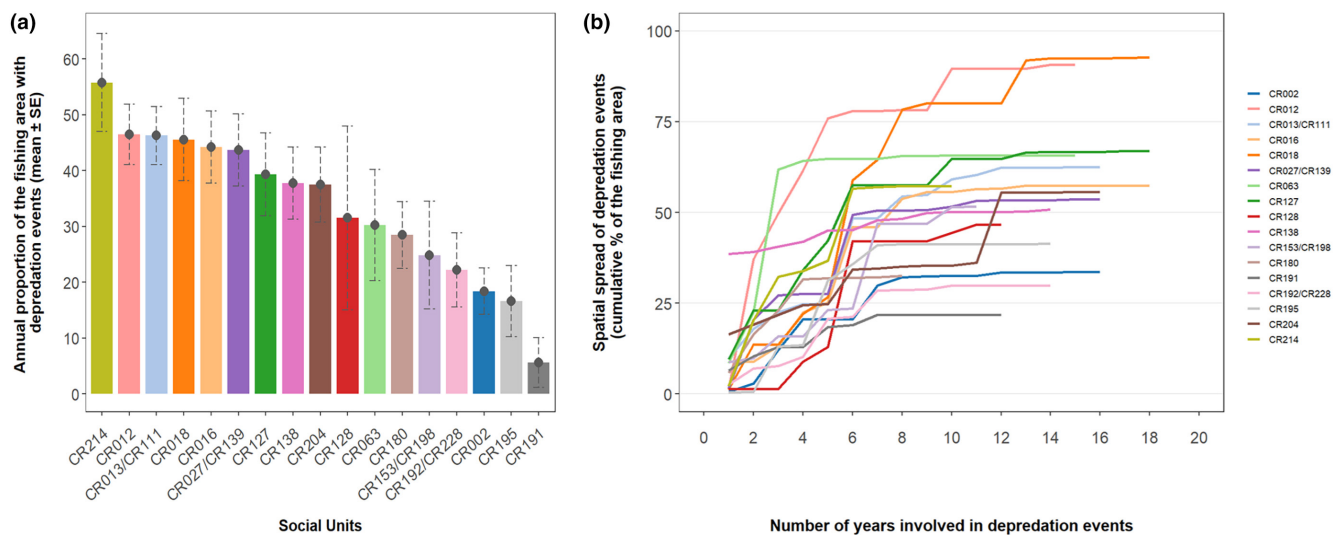 (a)
Annual proportion of the fishing area with
depredation events (mean ± SE)
60
50
40
30
20
10
0
CR214
CR012
CR013/CR111
CR018
CR016
CR027/CR139
CR127
CR138
CR204
CR128
CR063
CR180
CR153/CR198
CR192/CR228
CR002
CR195
CR191
Social Units
(b)
Spatial spread of depredation events
(cumulative % of the fishing area)
100
75
50
25
0
0 2 4 6 8 10 12 14 16 18 20
Number of years involved in depredation events
CR002
CR012
CR013/CR111
CR016
CR018
CR027/CR139
CR063
CR127
CR128
CR138
CR153/CR198
CR180
CR191
CR192/CR228
CR195
CR204
CR214